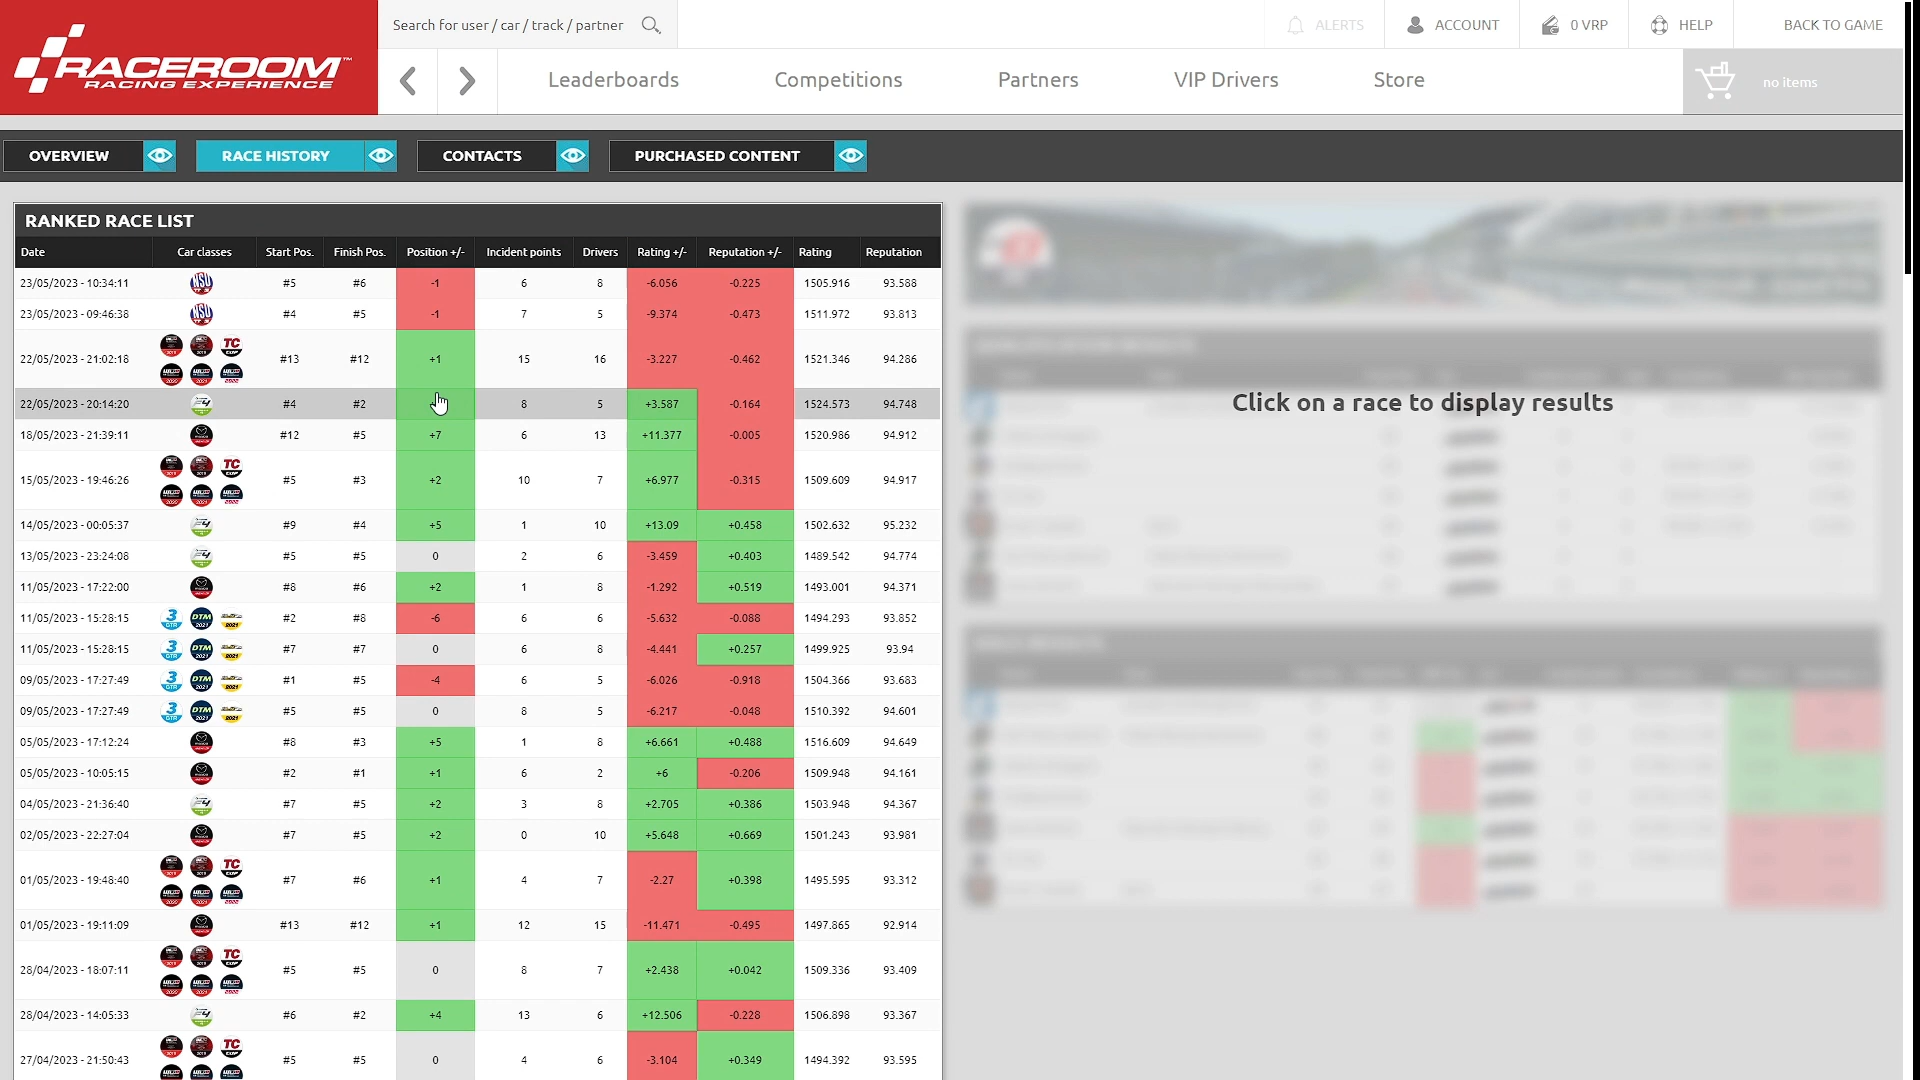 RACEROOM™
RACING EXPERIENCE
Search for user / car / track / partner
ALERTS
ACCOUNT
0 VRP
HELP
BACK TO GAME
Leaderboards
Competitions
Partners
VIP Drivers
Store
no items
OVERVIEW
RACE HISTORY
CONTACTS
PURCHASED CONTENT
RANKED RACE LIST
Date Car classes Start Pos. Finish Pos. Position +/- Incident points Drivers Rating +/- Reputation +/- Rating Reputation
23/05/2023 - 10:34:11 #5 #6 -1 6 8 -6.056 -0.225 1505.916 93.588
23/05/2023 - 09:46:38 #4 #5 -1 7 5 -9.374 -0.473 1511.972 93.813
22/05/2023 - 21:02:18 #13 #12 +1 15 16 -3.227 -0.462 1521.346 94.286
22/05/2023 - 20:14:20 #4 #2 8 5 +3.587 -0.164 1524.573 94.748
18/05/2023 - 21:39:11 #12 #5 +7 6 13 +11.377 -0.005 1520.986 94.912
15/05/2023 - 19:46:26 #5 #3 +2 10 7 +6.977 -0.315 1509.609 94.917
14/05/2023 - 00:05:37 #9 #4 +5 1 10 +13.09 +0.458 1502.632 95.232
13/05/2023 - 23:24:08 #5 #5 0 2 6 -3.459 +0.403 1489.542 94.774
11/05/2023 - 17:22:00 #8 #6 +2 1 8 -1.292 +0.519 1493.001 94.371
11/05/2023 - 15:28:15 #2 #8 -6 6 6 -5.632 -0.088 1494.293 93.852
11/05/2023 - 15:28:15 #7 #7 0 6 8 -4.441 +0.257 1499.925 93.94
09/05/2023 - 17:27:49 #1 #5 -4 6 5 -6.026 -0.918 1504.366 93.683
09/05/2023 - 17:27:49 #5 #5 0 8 5 -6.217 -0.048 1510.392 94.601
05/05/2023 - 17:12:24 #8 #3 +5 1 8 +6.661 +0.488 1516.609 94.649
05/05/2023 - 10:05:15 #2 #1 +1 6 2 +6 -0.206 1509.948 94.161
04/05/2023 - 21:36:40 #7 #5 +2 3 8 +2.705 +0.386 1503.948 94.367
02/05/2023 - 22:27:04 #7 #5 +2 0 10 +5.648 +0.669 1501.243 93.981
01/05/2023 - 19:48:40 #7 #6 +1 4 7 -2.27 +0.398 1495.595 93.312
01/05/2023 - 19:11:09 #13 #12 +1 12 15 -11.471 -0.495 1497.865 92.914
28/04/2023 - 18:07:11 #5 #5 0 8 7 +2.438 +0.042 1509.336 93.409
28/04/2023 - 14:05:33 #6 #2 +4 13 6 +12.506 -0.228 1506.898 93.367
27/04/2023 - 21:50:43 #5 #5 0 4 6 -3.104 +0.349 1494.392 93.595
Click on a race to display results